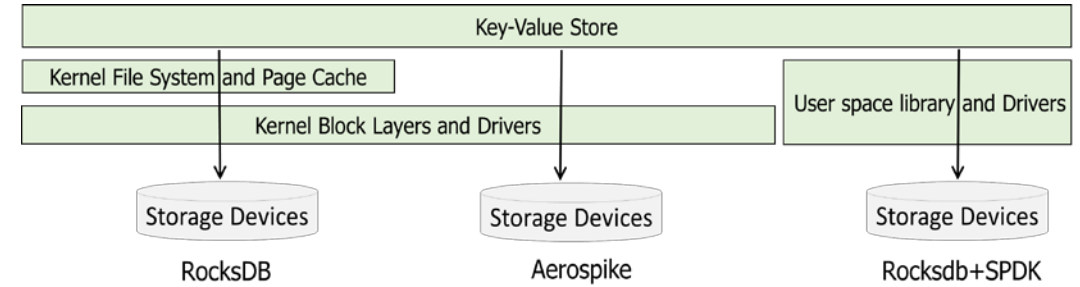 Key-Value Store
Kernel File System and Page Cache
User space library and Drivers
Kernel Block Layers and Drivers
Storage Devices
Storage Devices
Storage Devices
RocksDB
Aerospike
Rocksdb+SPDK